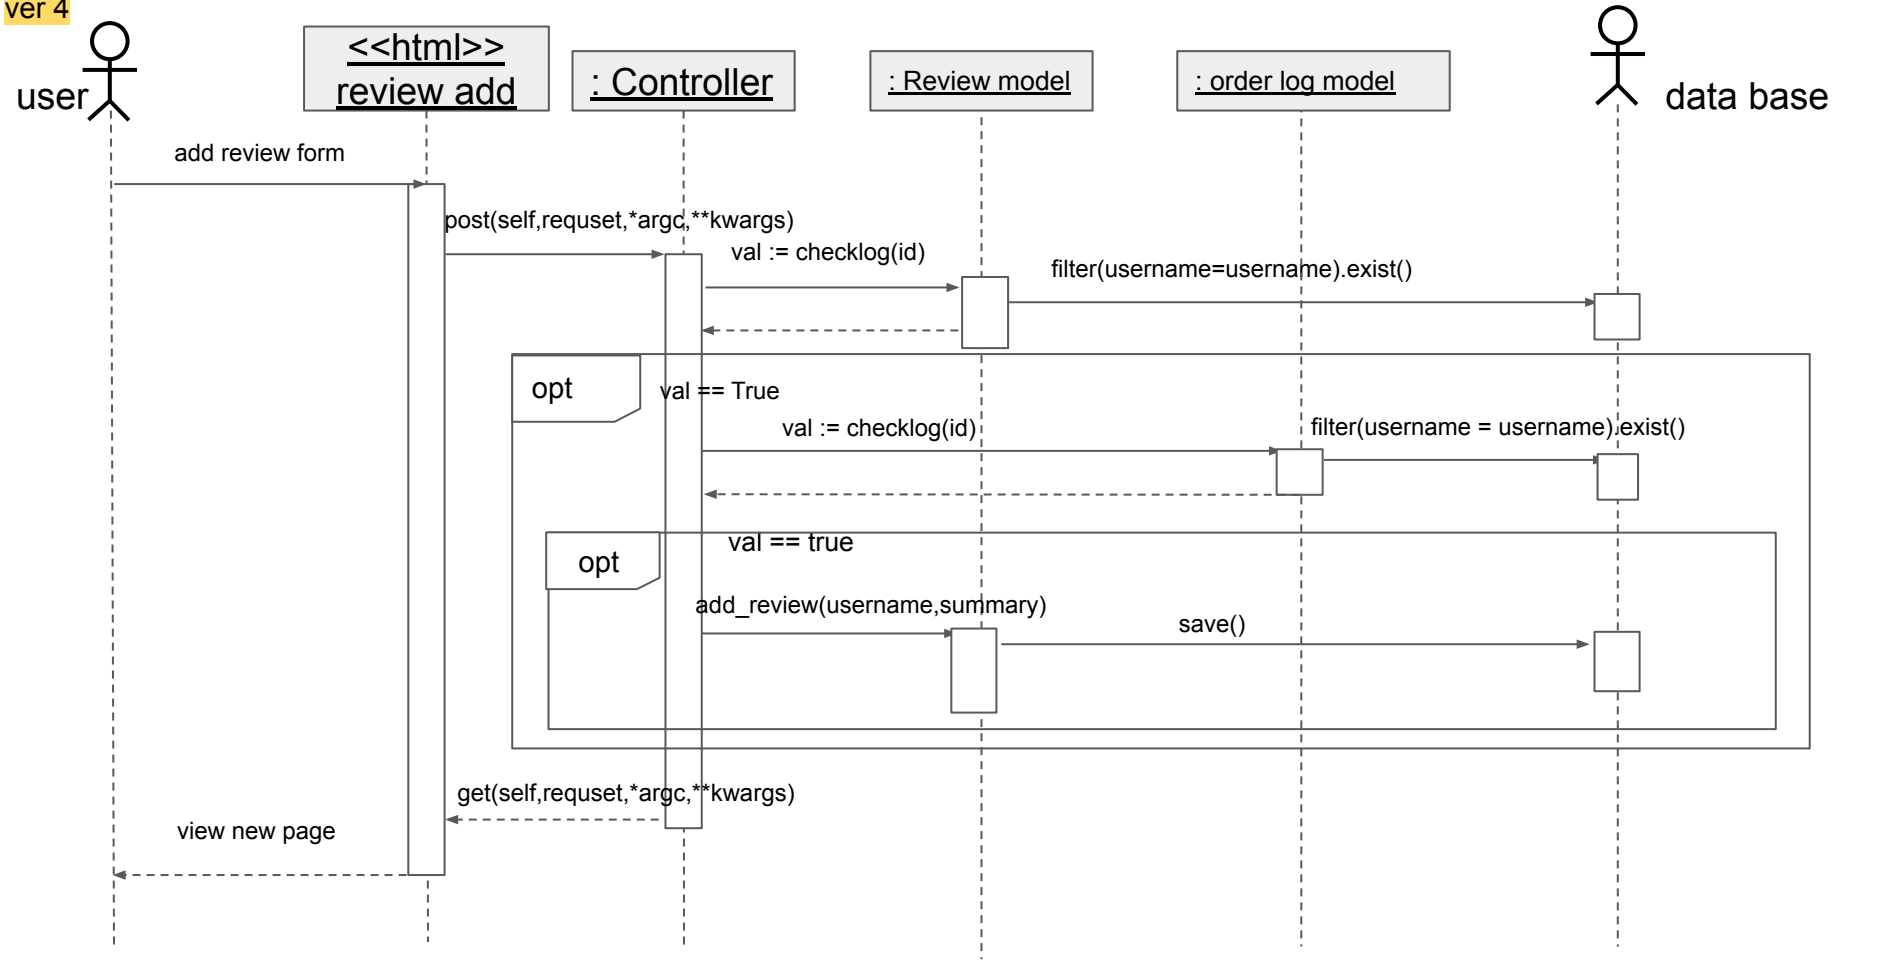 ver 4
user
<<html>>
review add
: Controller
: Review model
: order log model
data base
add review form
post(self,requset,*argc,**kwargs)
val := checklog(id)
filter(username=username).exist()
opt
val == True
val := checklog(id)
filter(username = username).exist()
opt
val == true
add_review(username,summary)
save()
get(self,requset,*argc,**kwargs)
view new page